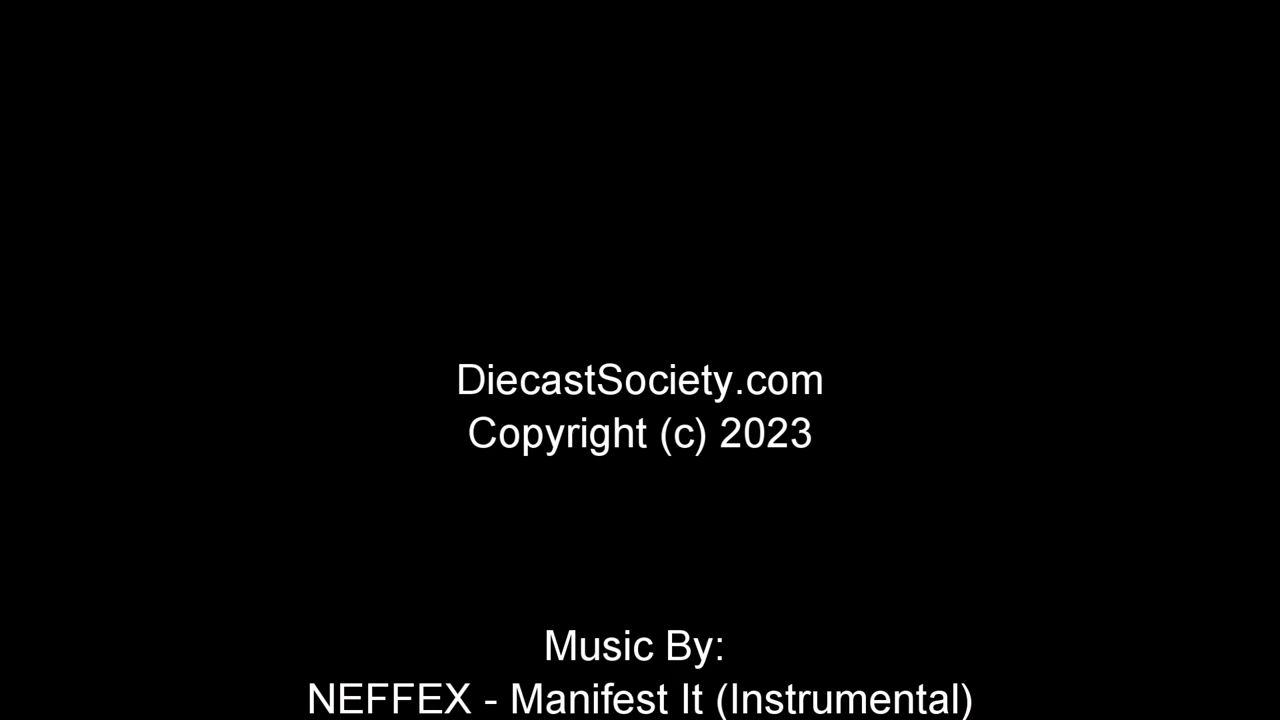 DiecastSociety.com
Copyright (c) 2023
Music By:
NEFFEX - Manifest It (Instrumental)